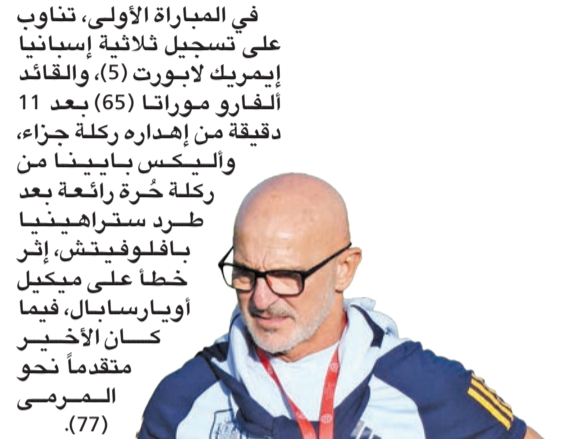 في المباراة الأولى، تناوب
على تسجيل ثلاثية إسبانيا
إيمريك لابورت (5)، والقائد
ألفارو موراتا (65) بعد 11
دقيقة من إهداره ركلة جزاء،
وأليكس بايينا من
ركلة حُرة رائعة بعد
طرد ستراهينيا
بافلوفيتش، إثر
خطأ على ميكيل
أويارسابال، فيما
كان الأخير
متقدماً نحو
المرمى
(77).